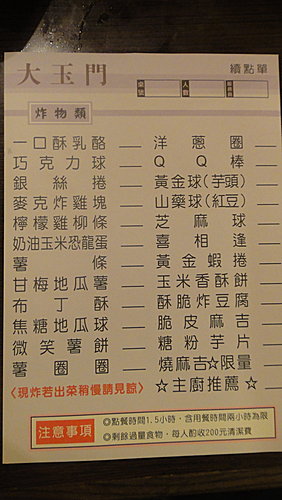 大玉門
續點單
桌號
人數
炸物類
一口酥乳酪
巧克力球
銀絲捲
麥克炸雞塊
檸檬雞柳條
奶油玉米恐龍蛋
薯條
甘梅地瓜薯
布丁酥
焦糖地瓜球
微笑薯餅
薯圈圈
洋蔥圈
QQ棒
黃金球(芋頭)
山藥球(紅豆)
芝麻球
喜相逢
黃金蝦捲
玉米香酥餅
酥脆炸豆腐
脆皮麻吉
糖粉芋片
燒麻吉☆限量
☆主廚推薦☆
〈現炸若出菜稍慢請見諒〉
注意事項
◎點餐時間1.5小時，含用餐時間兩小時為限
◎剩餘過量食物，每人酌收200元清潔費